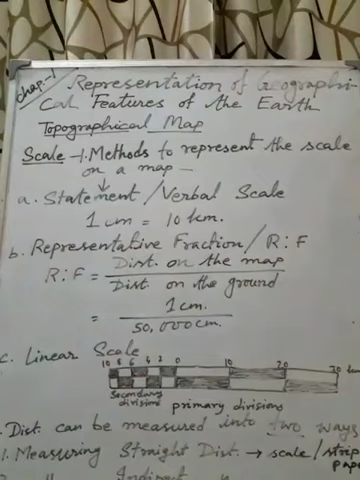 Chap-1
Representation of Geographi-
cal Features of the Earth
Topographical Map
Scale - 1. Methods to represent the scale
on a map -
a. Statement / Verbal Scale
1 cm = 10 km.
b. Representative Fraction / R:F
R:F = Dist. on the map
Dist. on the ground
= 1 cm.
50,000 cm.
c. Linear Scale
10 8 6 4 2 0 10 20 30 km
Secondary
divisions primary divisions
. Dist. can be measured into two ways
1. Measuring Straight Dist. → scale / strip
pape
Indirect